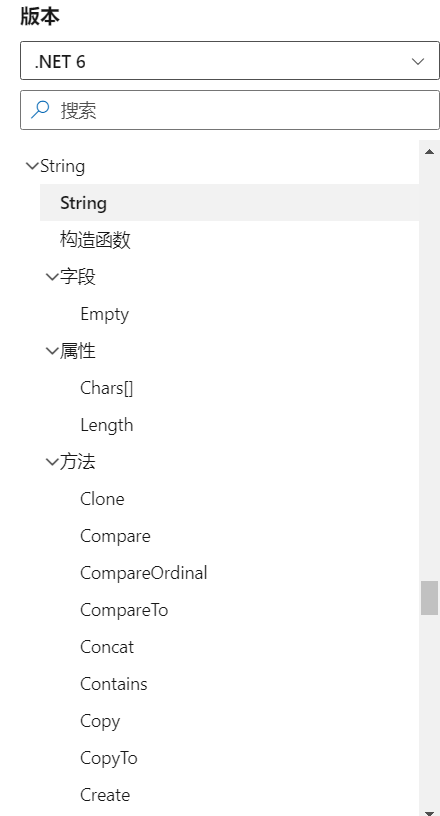 版本
.NET 6
搜索
String
String
构造函数
字段
Empty
属性
Chars[]
Length
方法
Clone
Compare
CompareOrdinal
CompareTo
Concat
Contains
Copy
CopyTo
Create